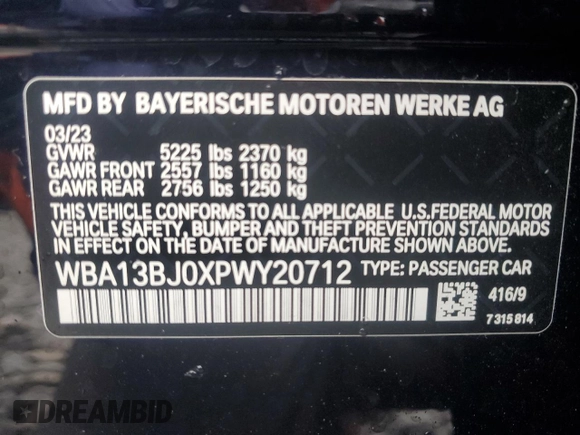 MFD BY BAYERISCHE MOTOREN WERKE AG
03/23
GVWR 5225 lbs 2370 kg
GAWR FRONT 2557 lbs 1160 kg
GAWR REAR 2756 lbs 1250 kg
THIS VEHICLE CONFORMS TO ALL APPLICABLE U.S.FEDERAL MOTOR
VEHICLE SAFETY, BUMPER AND THEFT PREVENTION STANDARDS
IN EFFECT ON THE DATE OF MANUFACTURE SHOWN ABOVE.
WBA13BJ0XPWY20712 TYPE: PASSENGER CAR
416/9
7315814
DREAMBID